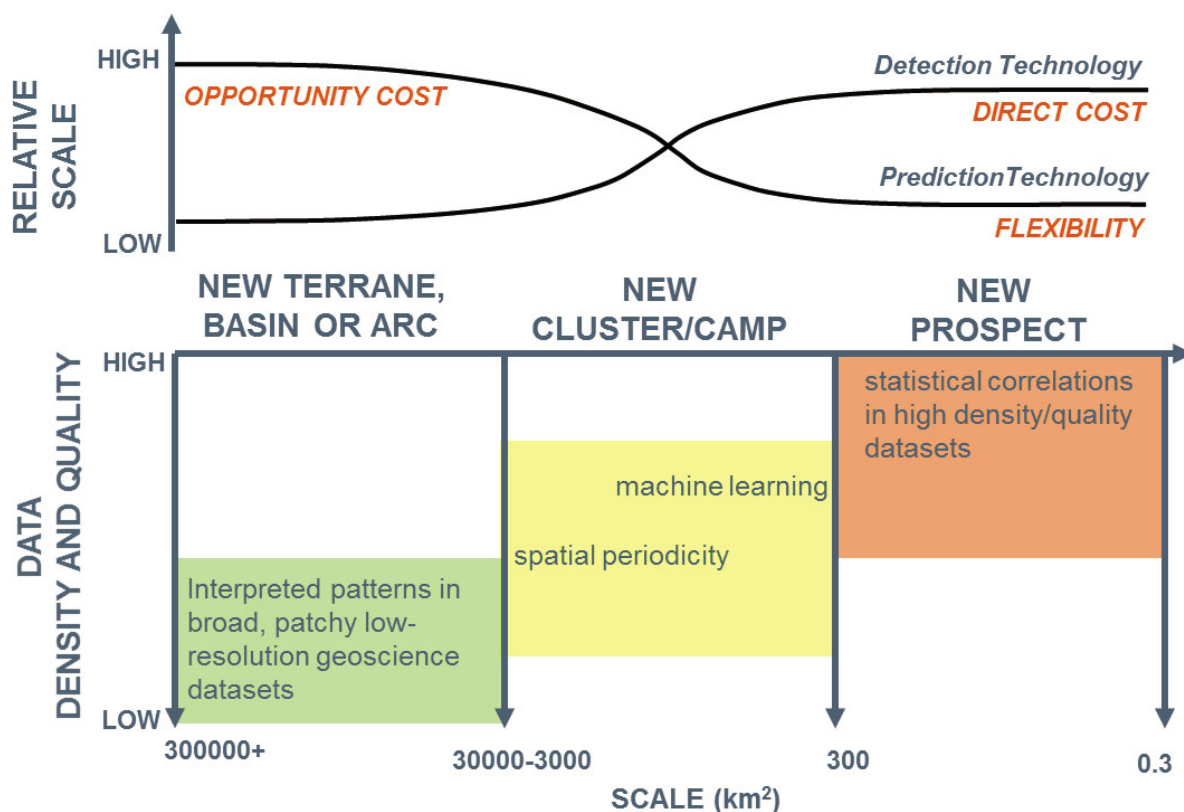 RELATIVE
SCALE
HIGH
LOW
OPPORTUNITY COST
Detection Technology
DIRECT COST
PredictionTechnology
FLEXIBILITY
NEW TERRANE,
BASIN OR ARC
NEW
CLUSTER/CAMP
NEW
PROSPECT
DATA
DENSITY AND QUALITY
HIGH
LOW
Interpreted patterns in
broad, patchy low-
resolution geoscience
datasets
machine learning
spatial periodicity
statistical correlations
in high density/quality
datasets
300000+
30000-3000
300
0.3
SCALE (km²)